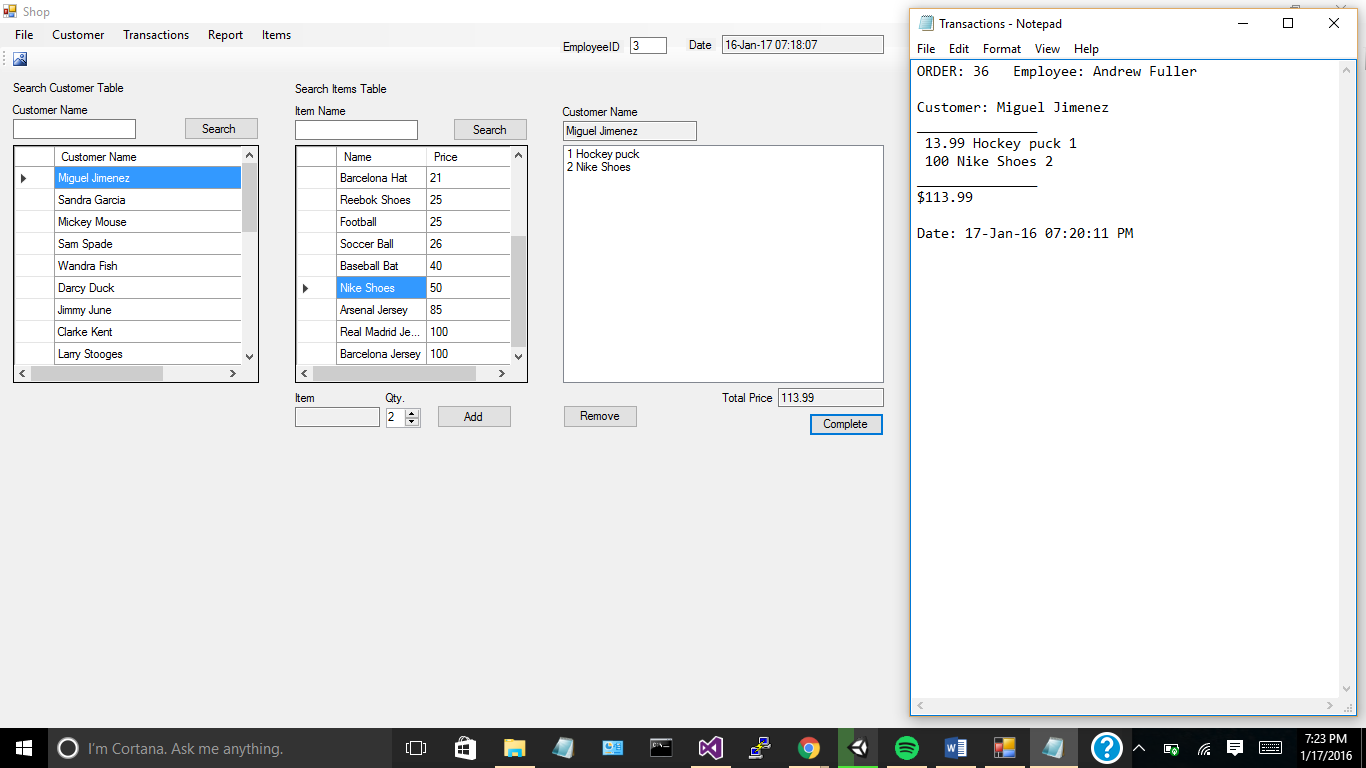 Shop
File Customer Transactions Report Items
EmployeeID 3 Date 16-Jan-17 07:18:07
Search Customer Table
Customer Name
Search
Customer Name
Miguel Jimenez
Sandra Garcia
Mickey Mouse
Sam Spade
Wandra Fish
Darcy Duck
Jimmy June
Clarke Kent
Larry Stooges
Search Items Table
Item Name
Search
Name Price
Barcelona Hat 21
Reebok Shoes 25
Football 25
Soccer Ball 26
Baseball Bat 40
Nike Shoes 50
Arsenal Jersey 85
Real Madrid Je... 100
Barcelona Jersey 100
Item Qty.
2 Add
Customer Name
Miguel Jimenez
1 Hockey puck
2 Nike Shoes
Total Price 113.99
Remove
Complete
Transactions - Notepad
File Edit Format View Help
ORDER: 36 Employee: Andrew Fuller
Customer: Miguel Jimenez
_______________
13.99 Hockey puck 1
100 Nike Shoes 2
_______________
$113.99
Date: 17-Jan-16 07:20:11 PM
I'm Cortana. Ask me anything.
7:23 PM
1/17/2016